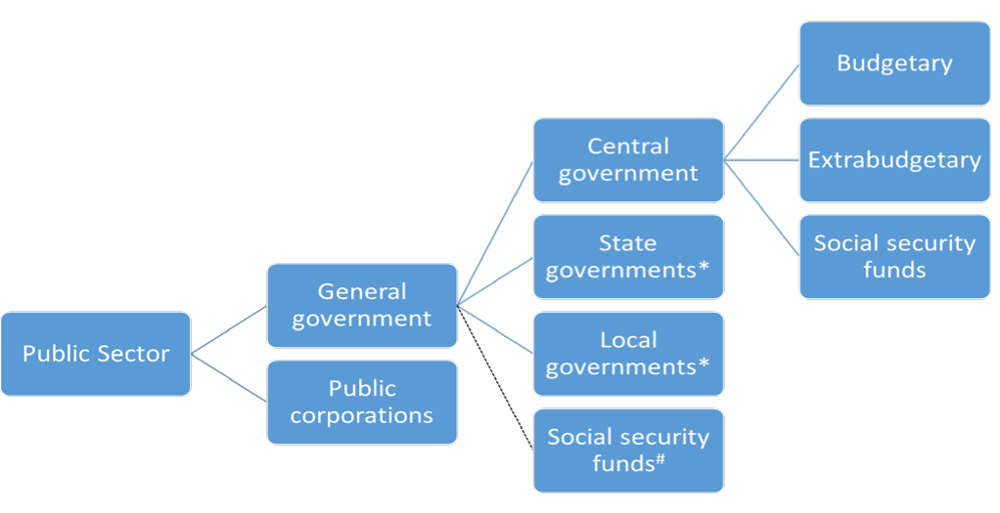 Public Sector
General
government
Public
corporations
Central
government
State
governments*
Local
governments*
Social security
funds#
Budgetary
Extrabudgetary
Social security
funds